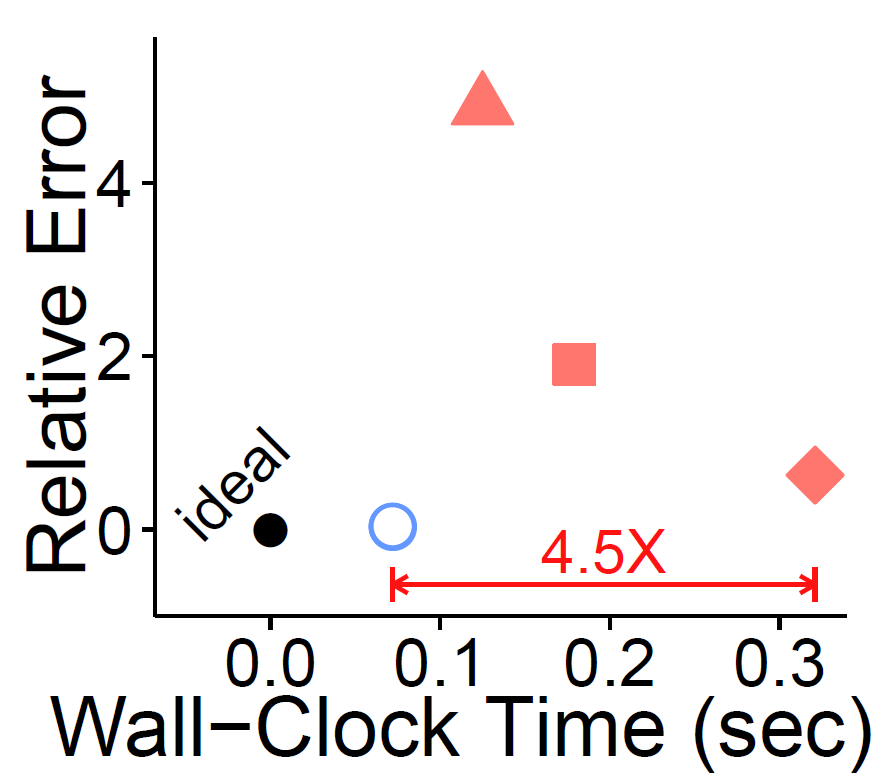 Relative Error
4
2
0
ideal
4.5X
0.0 0.1 0.2 0.3
Wall−Clock Time (sec)